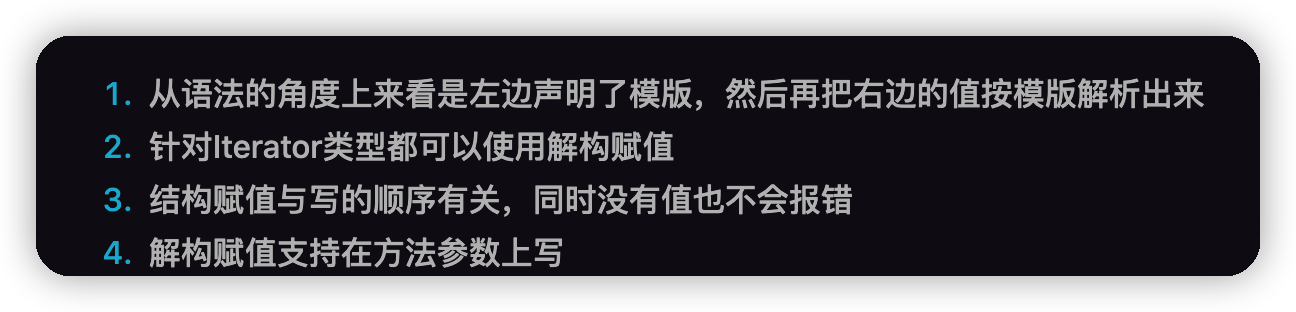 1. 从语法的角度上来看是左边声明了模版，然后再把右边的值按模版解析出来
2. 针对Iterator类型都可以使用解构赋值
3. 结构赋值与写的顺序有关，同时没有值也不会报错
4. 解构赋值支持在方法参数上写